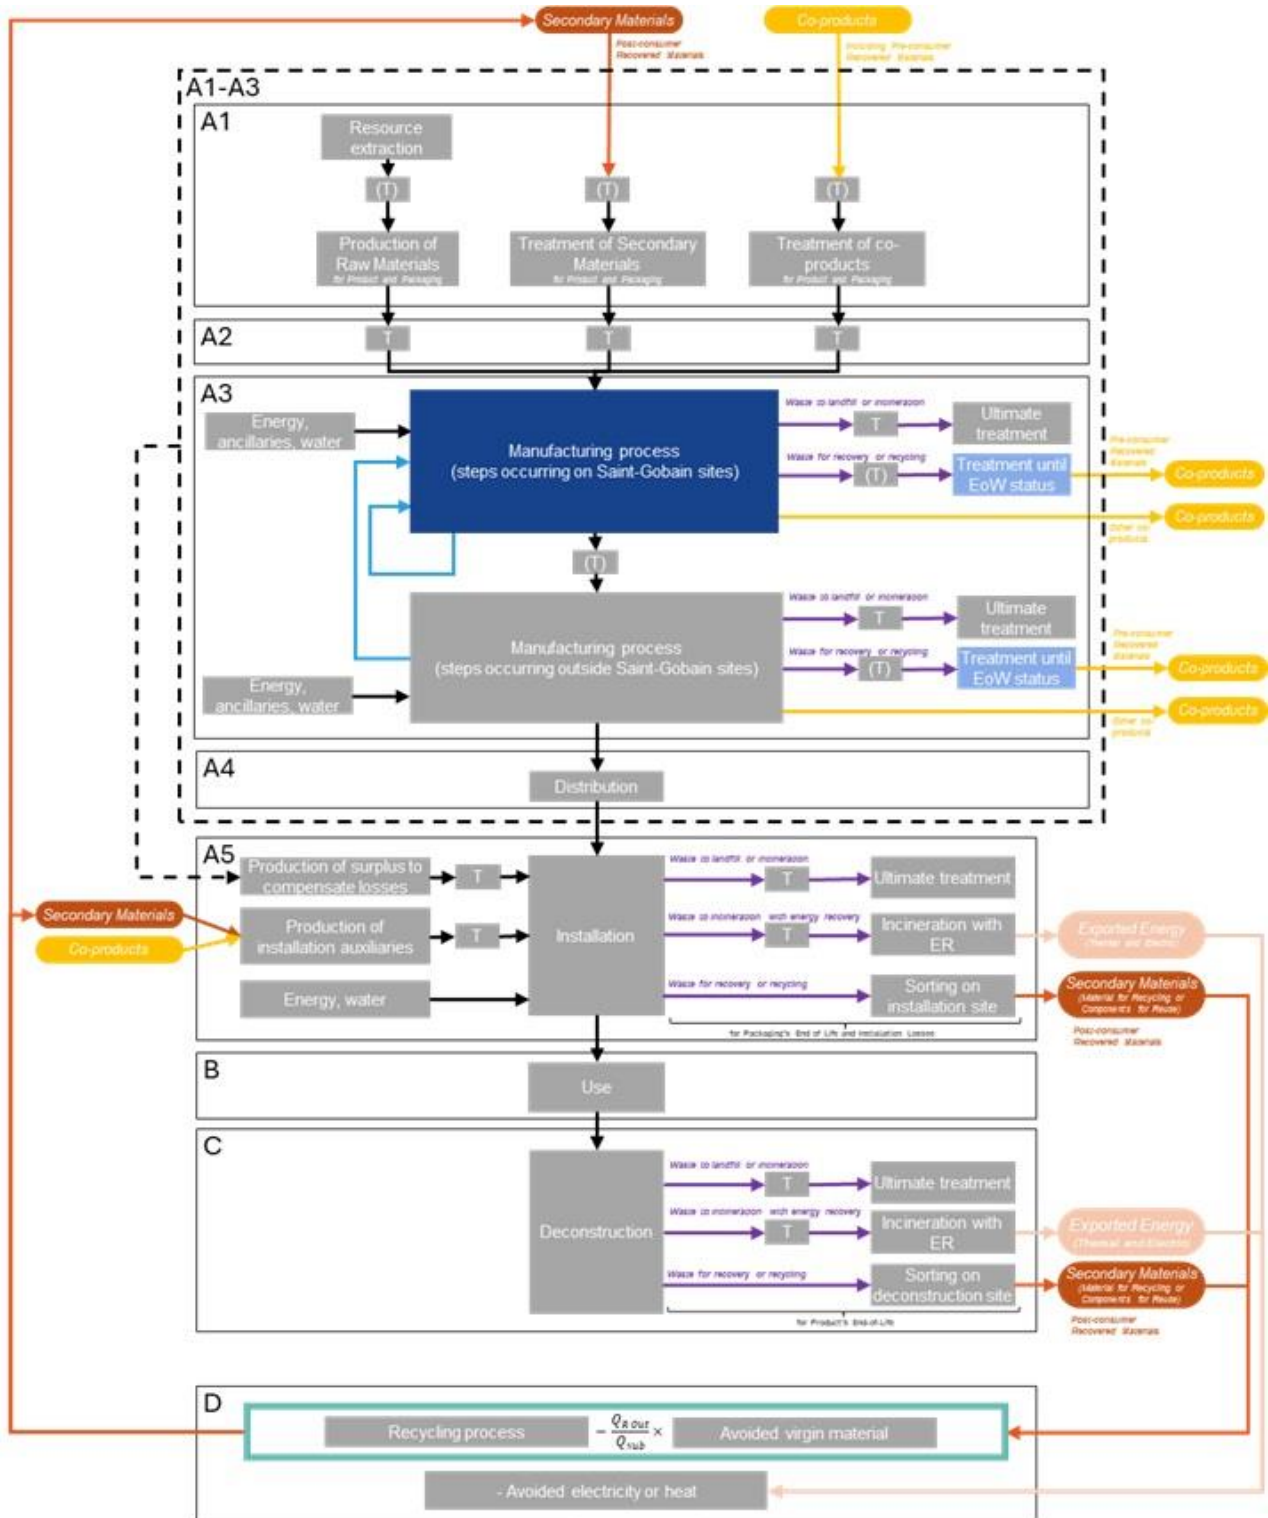 Secondary Materials
Co-products
Post-consumer
Recovered Materials
Including Pre-consumer
Recovered Materials
A1-A3
A1
Resource
extraction
(T)
(T)
(T)
Production of
Raw Materials
for Product and Packaging
Treatment of Secondary
Materials
for Product and Packaging
Treatment of co-
products
for Product and Packaging
A2
T
T
T
A3
Energy,
ancillaries, water
Manufacturing process
(steps occurring on Saint-Gobain sites)
Waste to landfill or incineration
T
Ultimate
treatment
Waste for recovery or recycling
(T)
Treatment until
EoW status
Pre-consumer
Recovered
Materials
Co-products
Other co-
products
Co-products
(T)
Manufacturing process
(steps occurring outside Saint-Gobain sites)
Energy,
ancillaries, water
Waste to landfill or incineration
T
Ultimate
treatment
Waste for recovery or recycling
(T)
Treatment until
EoW status
Pre-consumer
Recovered
Materials
Co-products
Other co-
products
Co-products
A4
Distribution
A5
Production of surplus to
compensate losses
T
Secondary Materials
Co-products
Production of
installation auxiliaries
T
Energy, water
Installation
Waste to landfill or incineration
T
Ultimate treatment
Waste to incineration with energy recovery
T
Incineration with
ER
Exported Energy
(Thermal and Electric)
Waste for recovery or recycling
Sorting on
installation site
Secondary Materials
(Material for Recycling or
Components for Reuse)
Post-consumer
Recovered Materials
for Packaging's End of Life and Installation Losses
B
Use
C
Deconstruction
Waste to landfill or incineration
T
Ultimate treatment
Waste to incineration with energy recovery
T
Incineration with
ER
Exported Energy
(Thermal and Electric)
Waste for recovery or recycling
Sorting on
deconstruction site
Secondary Materials
(Material for Recycling or
Components for Reuse)
Post-consumer
Recovered Materials
for Product's End-of-Life
D
Recycling process
− Q_R out / Q_sub ×
Avoided virgin material
- Avoided electricity or heat